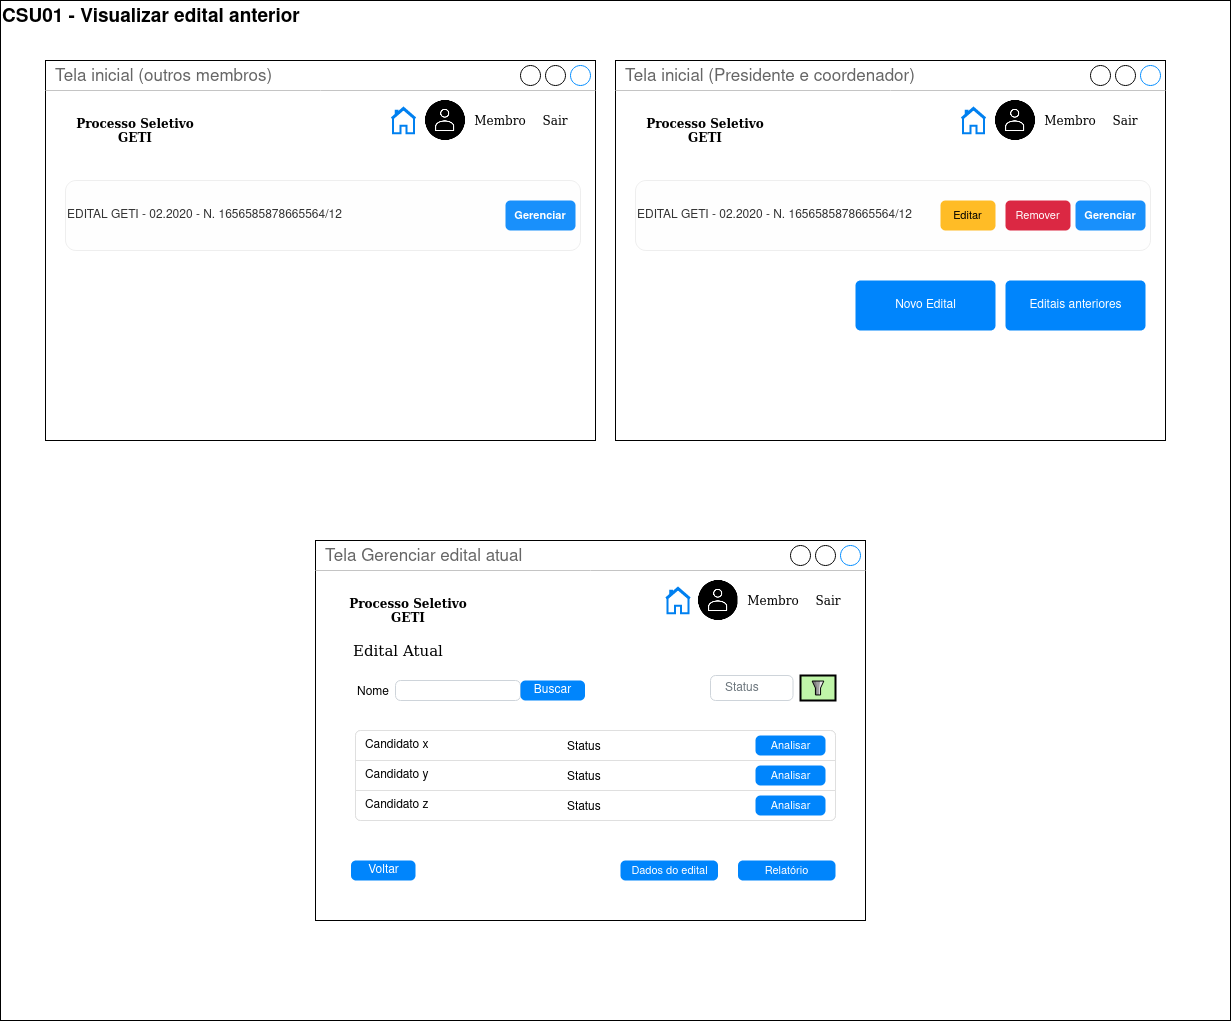 CSU01 - Visualizar edital anterior
Tela inicial (outros membros)
Processo Seletivo
GETI
Membro
Sair
EDITAL GETI - 02.2020 - N. 1656585878665564/12
Gerenciar
Tela inicial (Presidente e coordenador)
Processo Seletivo
GETI
Membro
Sair
EDITAL GETI - 02.2020 - N. 1656585878665564/12
Editar
Remover
Gerenciar
Novo Edital
Editais anteriores
Tela Gerenciar edital atual
Processo Seletivo
GETI
Membro
Sair
Edital Atual
Nome
Buscar
Status
Candidato x
Status
Analisar
Candidato y
Status
Analisar
Candidato z
Status
Analisar
Voltar
Dados do edital
Relatório